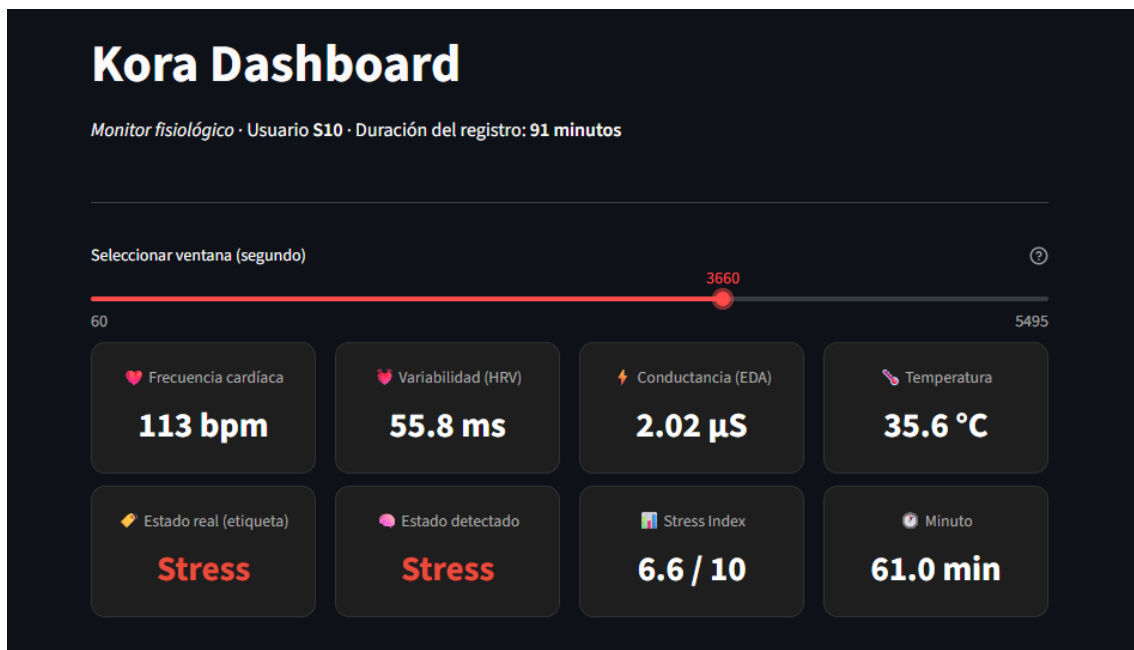 Kora Dashboard
Monitor fisiológico · Usuario S10 · Duración del registro: 91 minutos
Seleccionar ventana (segundo)
3660
60
5495
Frecuencia cardíaca
113 bpm
Variabilidad (HRV)
55.8 ms
Conductancia (EDA)
2.02 µS
Temperatura
35.6 °C
Estado real (etiqueta)
Stress
Estado detectado
Stress
Stress Index
6.6 / 10
Minuto
61.0 min